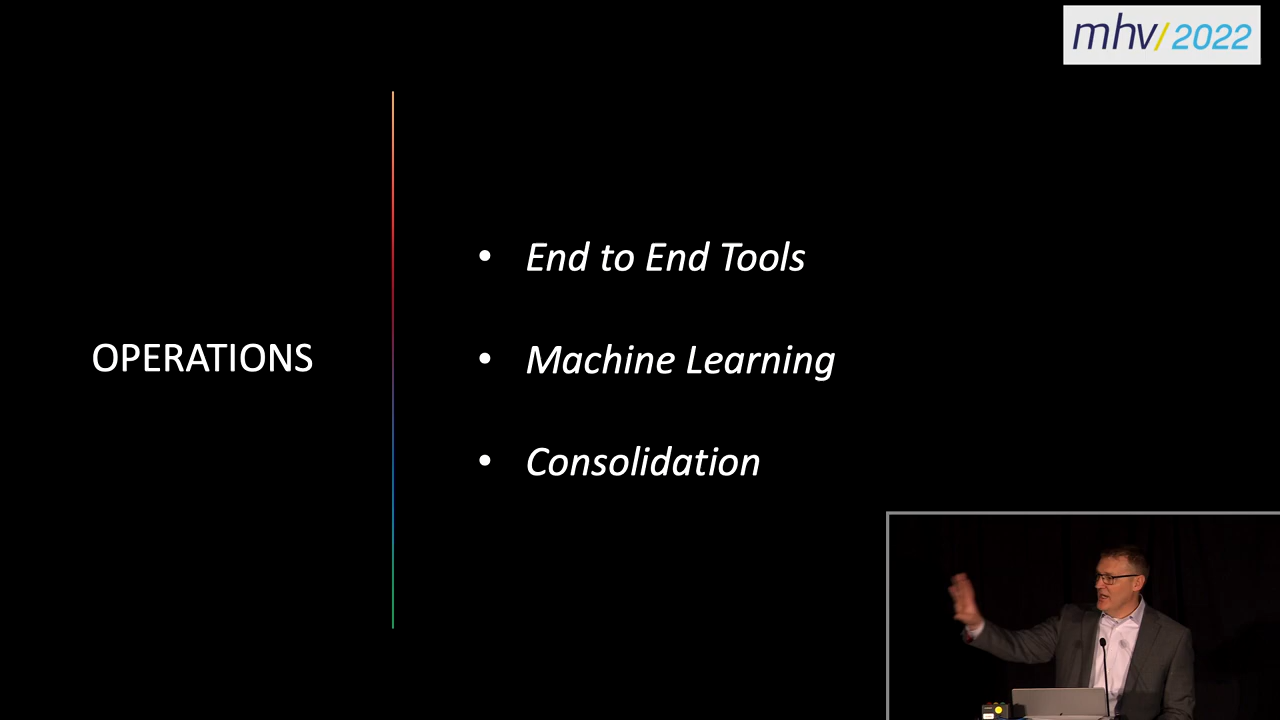 mhv/2022
OPERATIONS
• End to End Tools
• Machine Learning
• Consolidation